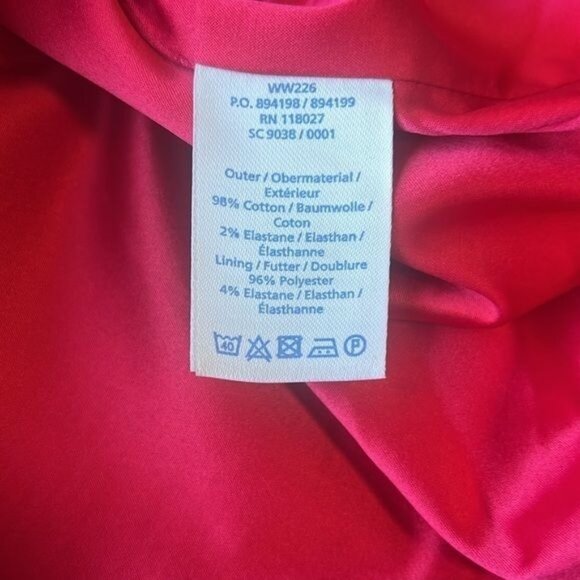 WW226
P.O. 894198 / 894199
RN 118027
SC 9038 / 0001
Outer / Obermaterial /
Extérieur
98% Cotton / Baumwolle /
Coton
2% Elastane / Elasthan /
Élasthanne
Lining / Futter / Doublure
96% Polyester
4% Elastane / Elasthan /
Élasthanne
40 P